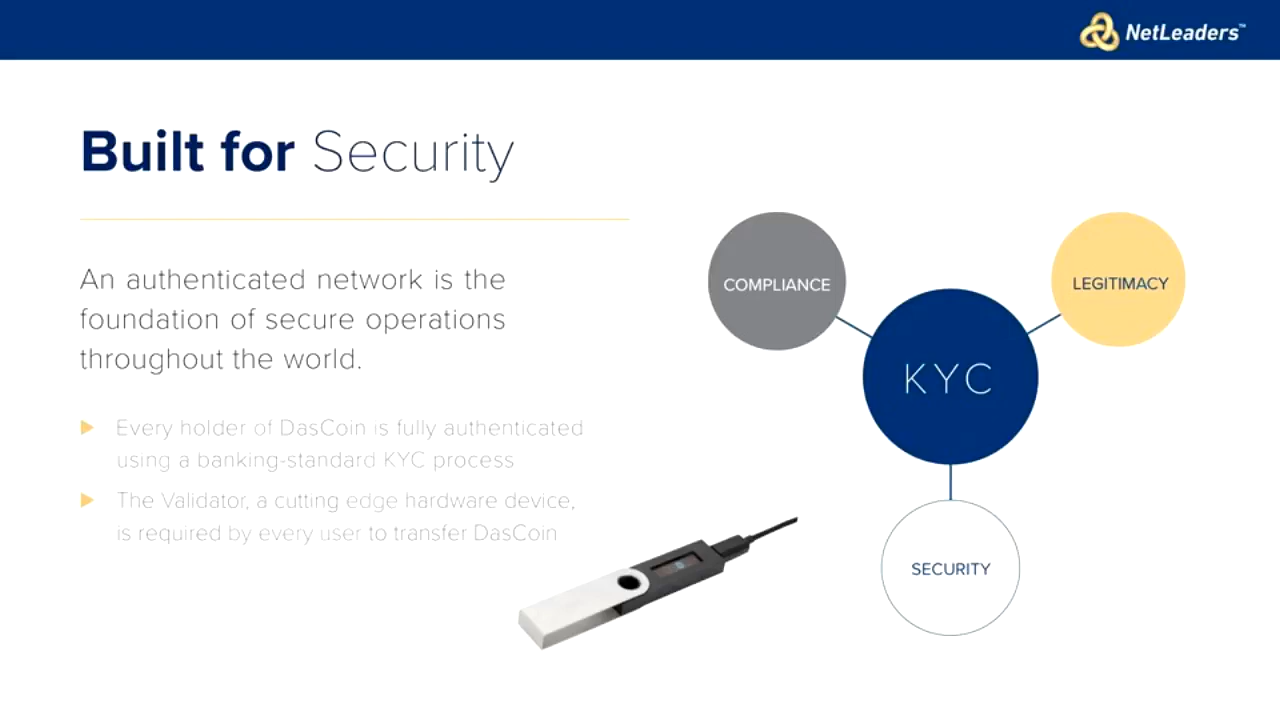 NetLeaders™
Built for Security
An authenticated network is the
foundation of secure operations
throughout the world.
Every holder of DasCoin is fully authenticated
using a banking-standard KYC process
The Validator, a cutting edge hardware device,
is required by every user to transfer DasCoin
COMPLIANCE
LEGITIMACY
KYC
SECURITY